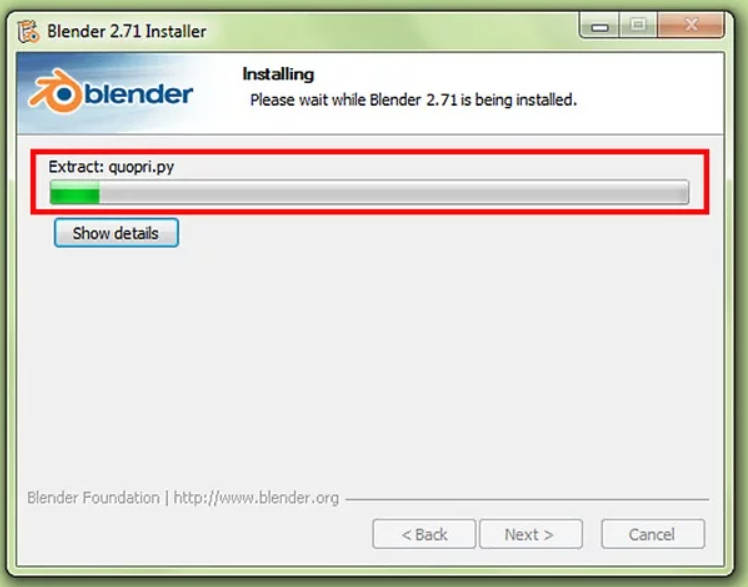 Blender 2.71 Installer
blender
Installing
Please wait while Blender 2.71 is being installed.
Extract: quopri.py
Show details
Blender Foundation | http://www.blender.org
< Back
Next >
Cancel